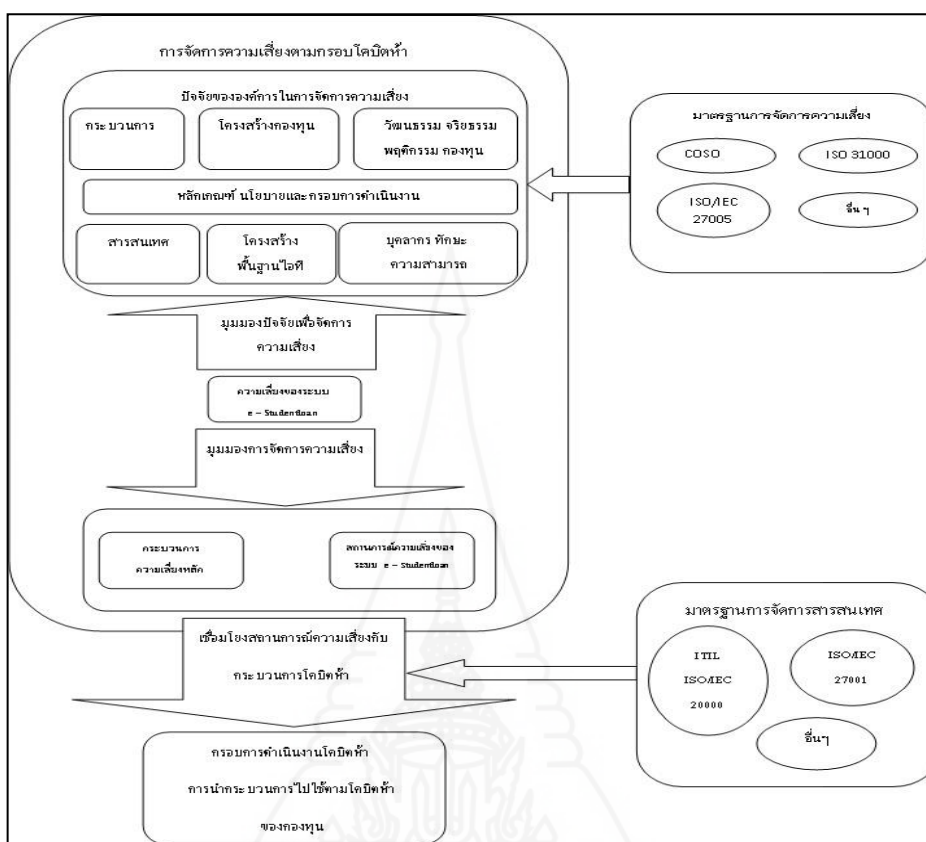 การจัดการความเสี่ยงตามกรอบโคบิตห้า
ปัจจัยขององค์การในการจัดการความเสี่ยง
กระบวนการ
โครงสร้างกองทุน
วัฒนธรรม จริยธรรม
พฤติกรรม กองทุน
หลักเกณฑ์ นโยบายและกรอบการดำเนินงาน
สารสนเทศ
โครงสร้าง
พื้นฐานไอที
บุคลากร ทักษะ
ความสามารถ
มุมมองปัจจัยเพื่อจัดการ
ความเสี่ยง
ความเสี่ยงของระบบ
e – Studentloan
มุมมองการจัดการความเสี่ยง
กระบวนการ
ความเสี่ยงหลัก
สถานการณ์ความเสี่ยงของ
ระบบ e – Studentloan
เชื่อมโยงสถานการณ์ความเสี่ยงกับ
กระบวนการโคบิตห้า
กรอบการดำเนินงานโคบิตห้า
การนำกระบวนการไปใช้ตามโคบิตห้า
ของกองทุน
มาตรฐานการจัดการความเสี่ยง
COSO
ISO 31000
ISO/IEC
27005
อื่น ๆ
มาตรฐานการจัดการสารสนเทศ
ITIL
ISO/IEC
20000
ISO/IEC
27001
อื่นๆ